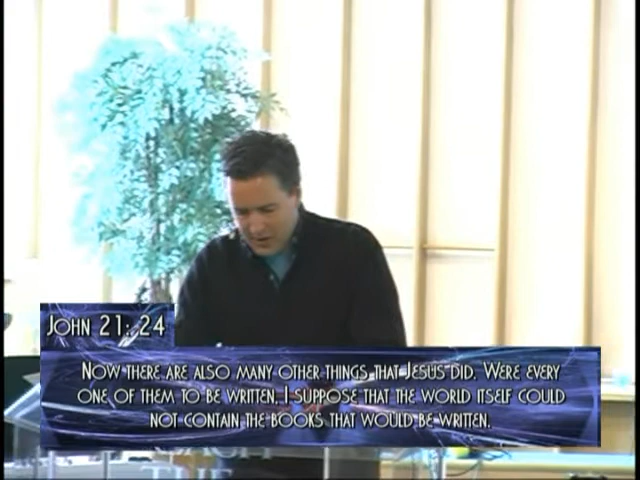 John 21: 24
Now there are also many other things that Jesus did. Were every
one of them to be written, I suppose that the world itself could
not contain the books that would be written.